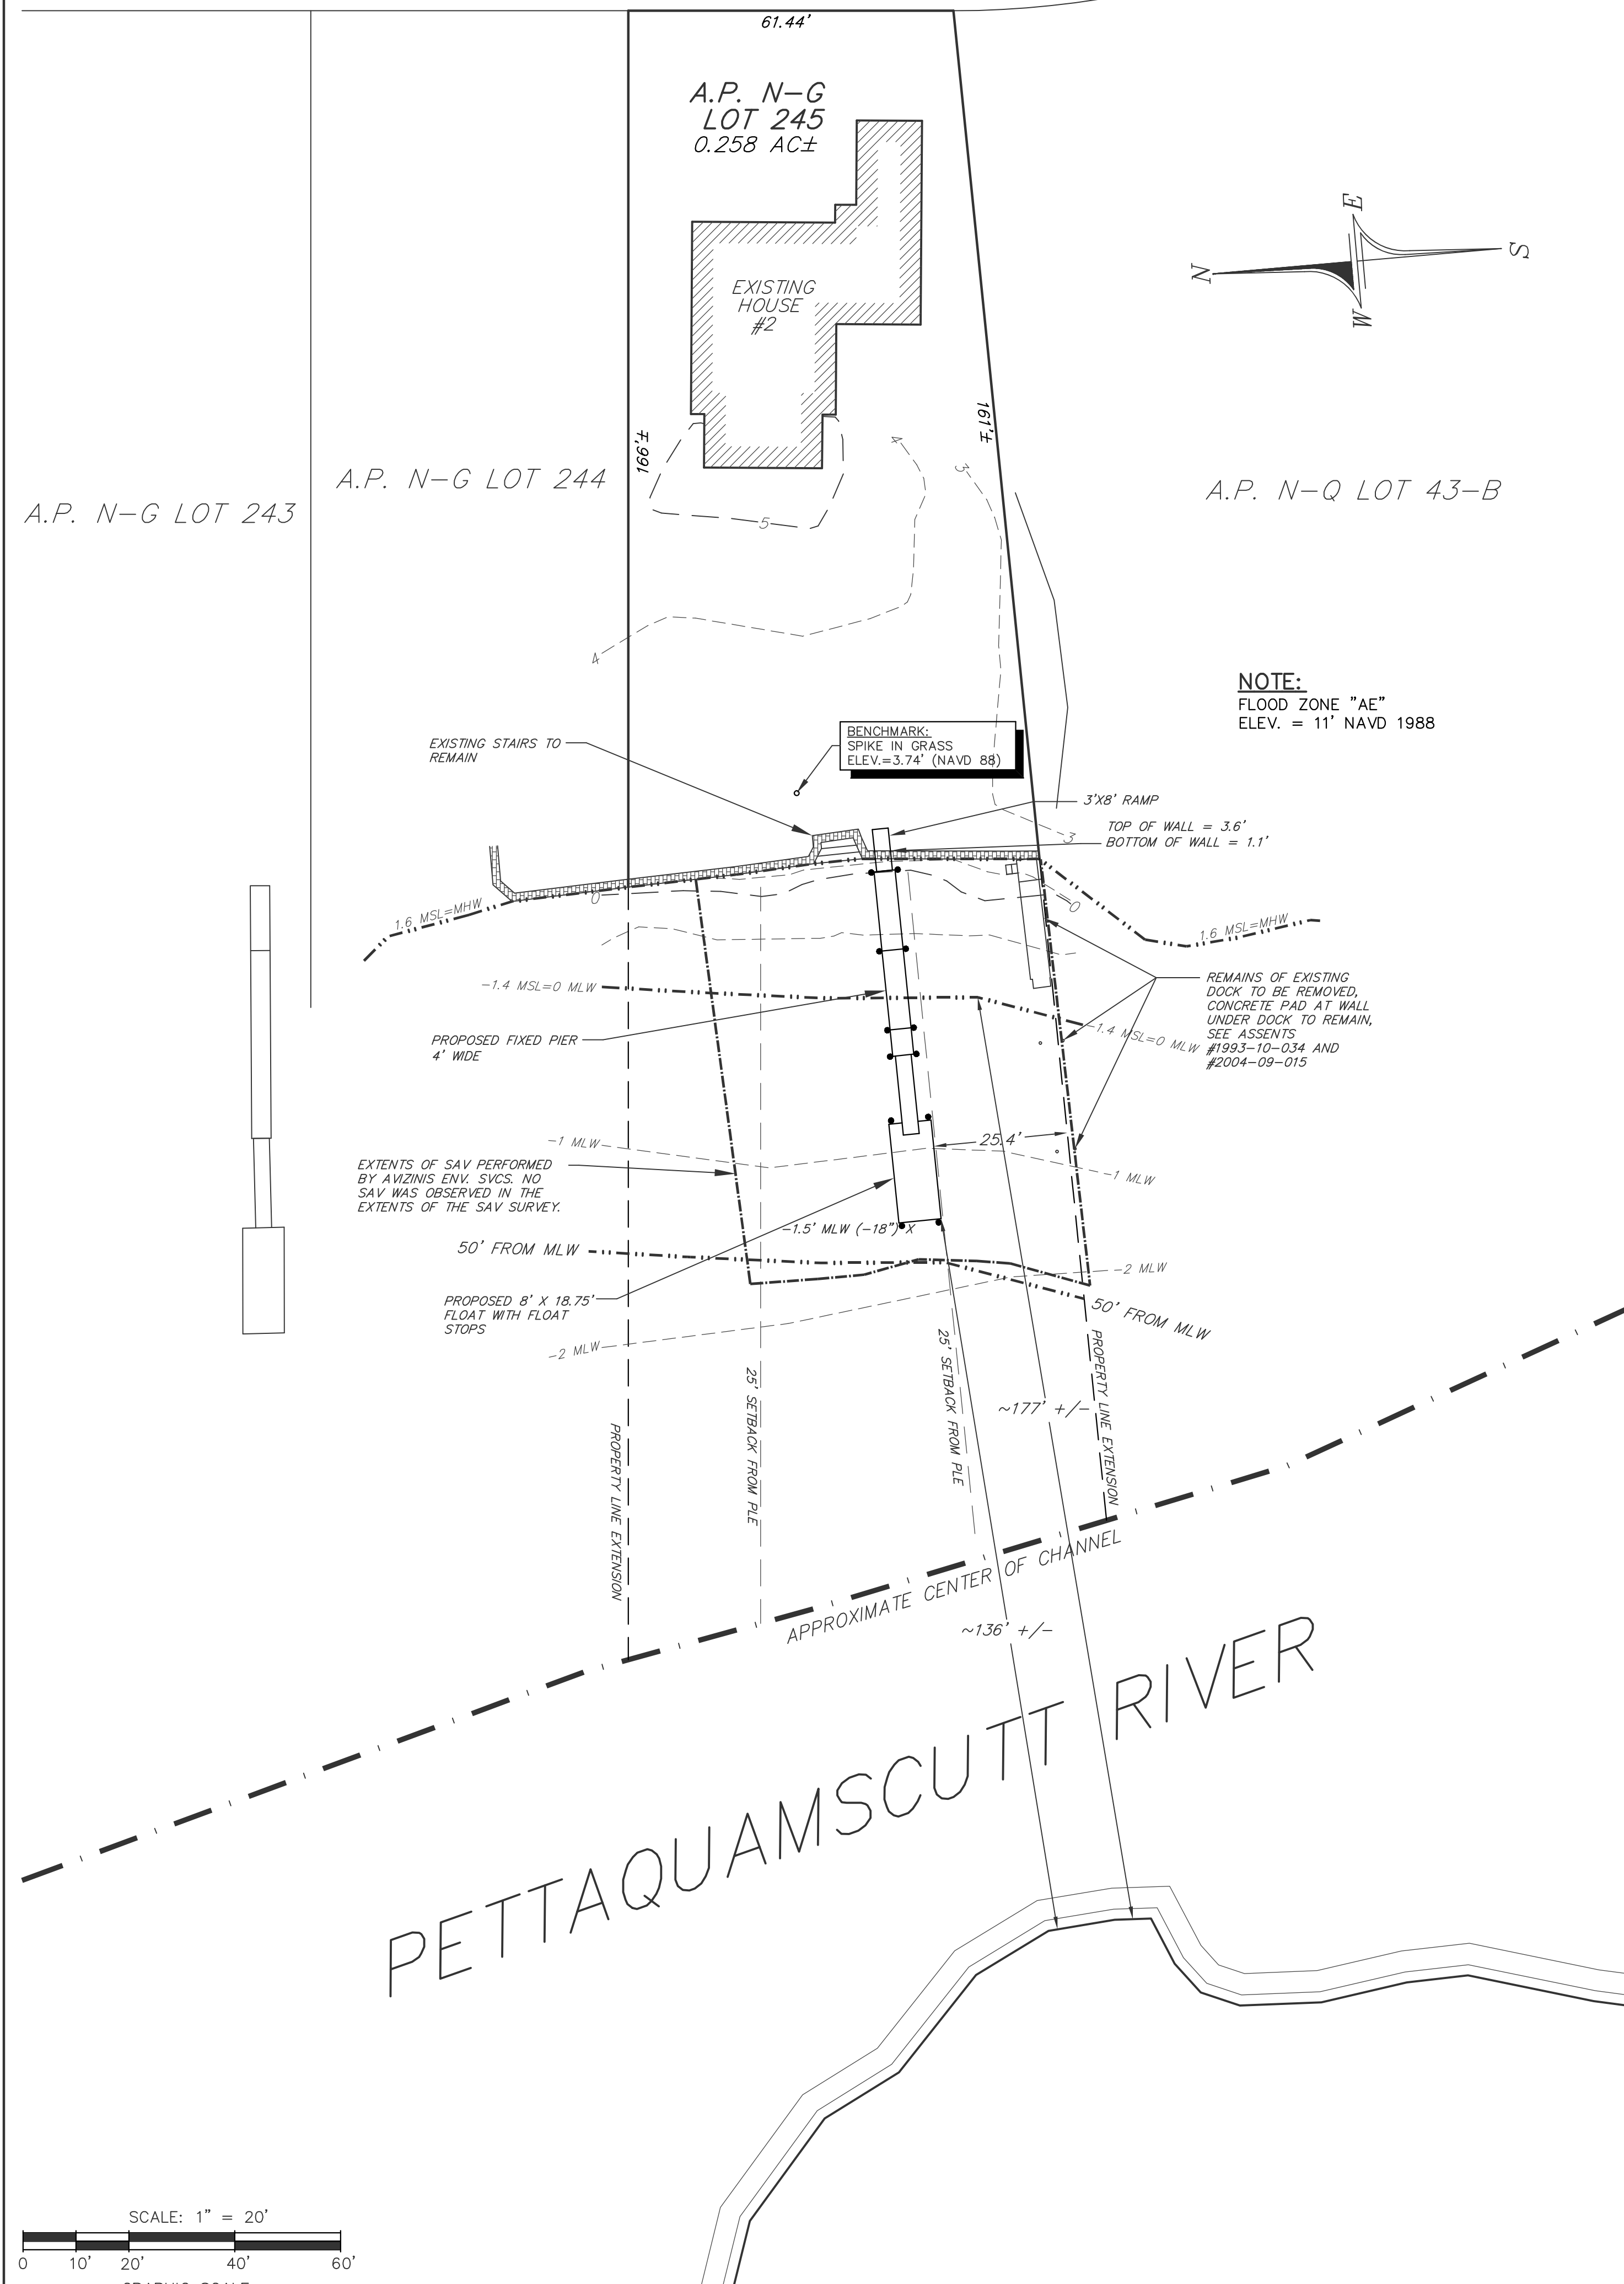 61.44'
A.P. N-G
LOT 245
0.258 AC±
EXISTING
HOUSE
#2
E
N
S
W
166'±
161'±
A.P. N-G LOT 243
A.P. N-G LOT 244
A.P. N-Q LOT 43-B
4
3
5
4
NOTE:
FLOOD ZONE "AE"
ELEV. = 11' NAVD 1988
EXISTING STAIRS TO
REMAIN
BENCHMARK:
SPIKE IN GRASS
ELEV.=3.74' (NAVD 88)
3'X8' RAMP
TOP OF WALL = 3.6'
BOTTOM OF WALL = 1.1'
3
0
0
1.6 MSL=MHW
1.6 MSL=MHW
-1.4 MSL=0 MLW
-1.4 MSL=0 MLW
REMAINS OF EXISTING
DOCK TO BE REMOVED,
CONCRETE PAD AT WALL
UNDER DOCK TO REMAIN,
SEE ASSENTS
#1993-10-034 AND
#2004-09-015
PROPOSED FIXED PIER
4' WIDE
-1 MLW
25.4'
-1 MLW
EXTENTS OF SAV PERFORMED
BY AVIZINIS ENV. SVCS. NO
SAV WAS OBSERVED IN THE
EXTENTS OF THE SAV SURVEY.
-1.5' MLW (-18") X
50' FROM MLW
-2 MLW
PROPOSED 8' X 18.75'
FLOAT WITH FLOAT
STOPS
50' FROM MLW
-2 MLW
PROPERTY LINE EXTENSION
25' SETBACK FROM PLE
25' SETBACK FROM PLE
PROPERTY LINE EXTENSION
~177' +/-
APPROXIMATE CENTER OF CHANNEL
~136' +/-
PETTAQUAMSCUTT RIVER
SCALE: 1" = 20'
0 10' 20' 40' 60'